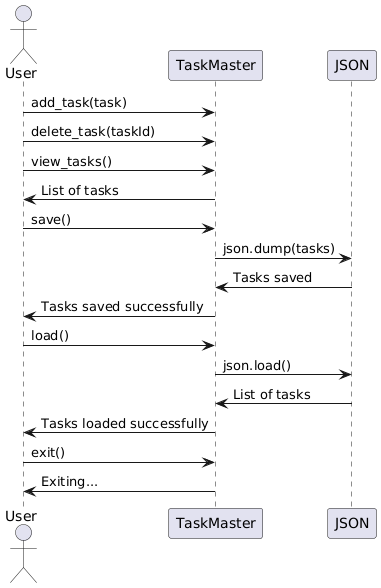 User
TaskMaster
JSON
add_task(task)
delete_task(taskId)
view_tasks()
List of tasks
save()
json.dump(tasks)
Tasks saved
Tasks saved successfully
load()
json.load()
List of tasks
Tasks loaded successfully
exit()
Exiting...
User
TaskMaster
JSON